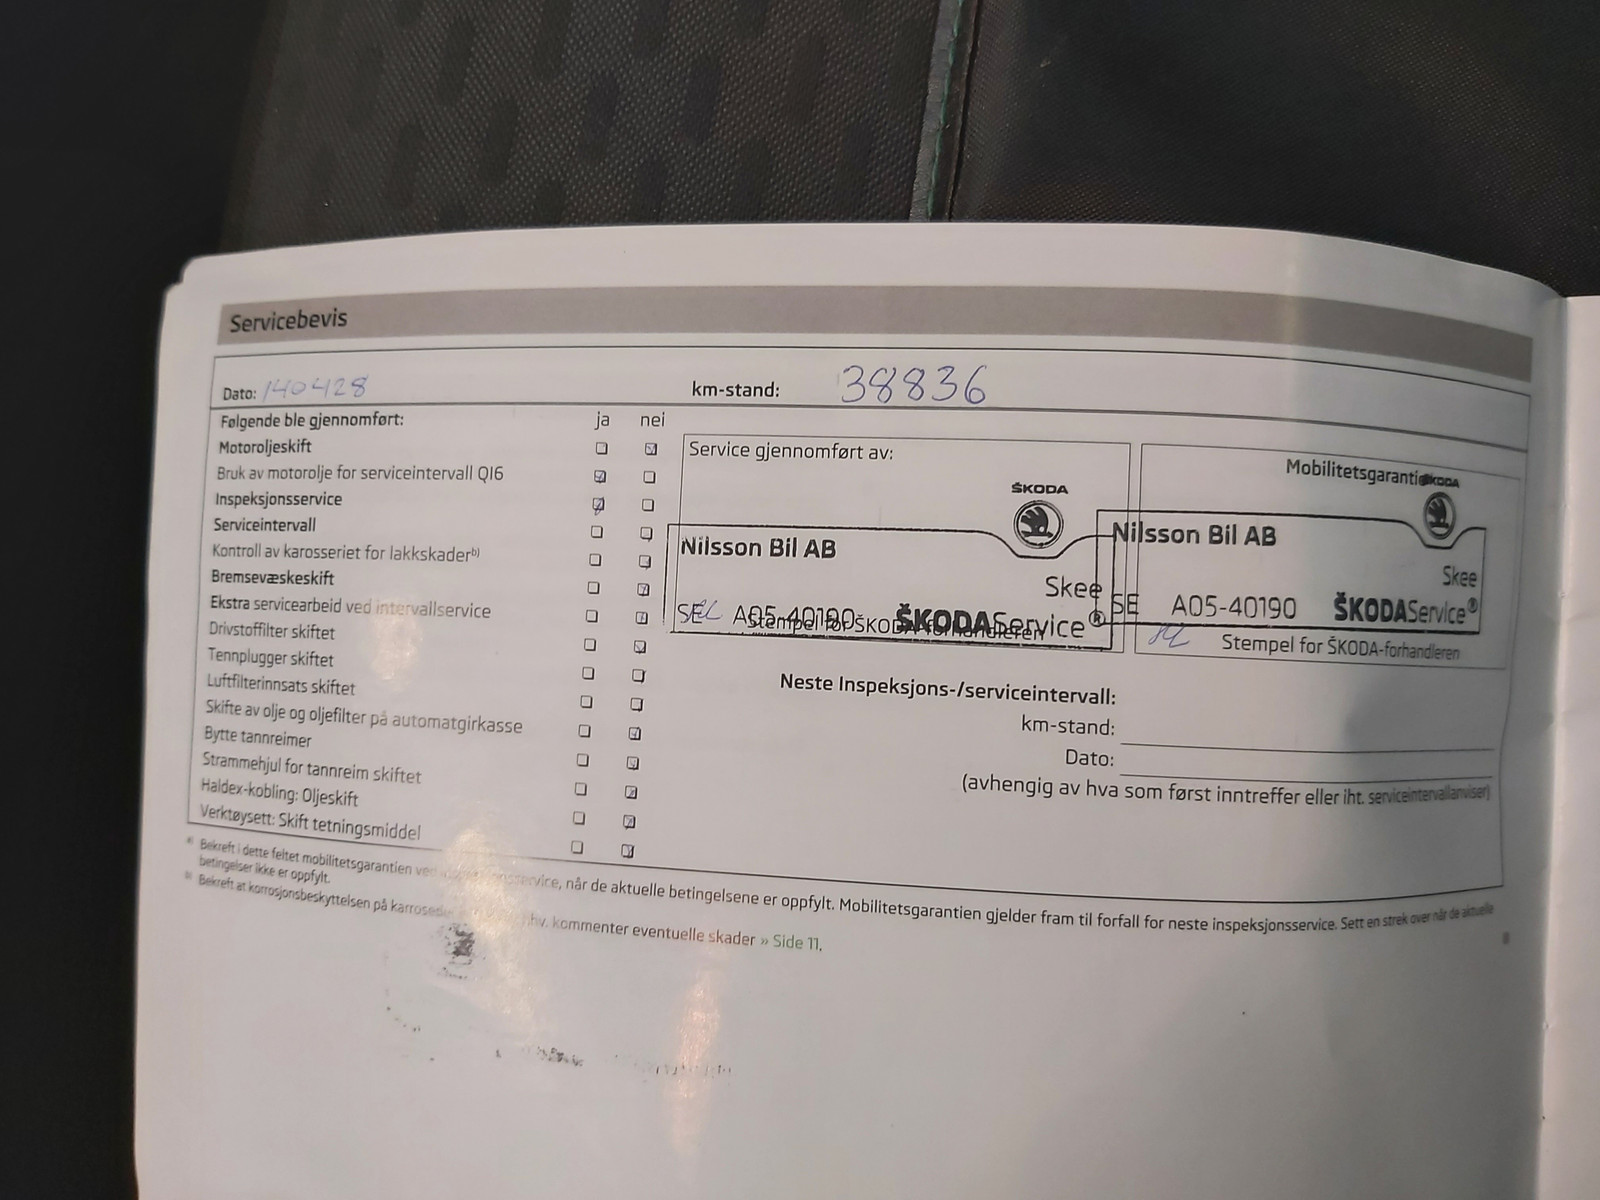 Servicebevis
Dato: 140428 km-stand: 38836
Følgende ble gjennomført: ja nei
Motoroljeskift
Bruk av motorolje for serviceintervall QI6
Inspeksjonsservice
Serviceintervall
Kontroll av karosseriet for lakkskader b)
Bremsevæskeskift
Ekstra servicearbeid ved intervallservice
Drivstoffilter skiftet
Tennplugger skiftet
Luftfilterinnsats skiftet
Skifte av olje og oljefilter på automatgirkasse
Bytte tannreimer
Strammehjul for tannreim skiftet
Haldex-kobling: Oljeskift
Verktøysett: Skift tetningsmiddel
Service gjennomført av:
ŠKODA
Nilsson Bil AB
Skee
SE A05-40190 ŠKODAService®
Stempel for ŠKODA-forhandleren
Mobilitetsgaranti
ŠKODA
Nilsson Bil AB
Skee
SE A05-40190 ŠKODAService®
Stempel for ŠKODA-forhandleren
Neste Inspeksjons-/serviceintervall:
km-stand:
Dato:
(avhengig av hva som først inntreffer eller iht. serviceintervallanviser)
a) Bekreft i dette feltet mobilitetsgarantien ved service, når de aktuelle betingelsene er oppfylt. Mobilitetsgarantien gjelder fram til forfall for neste inspeksjonsservice. Sett en strek over når de aktuelle
betingelser ikke er oppfylt.
b) Bekreft at korrosjonsbeskyttelsen på hv. kommenter eventuelle skader » Side 11.